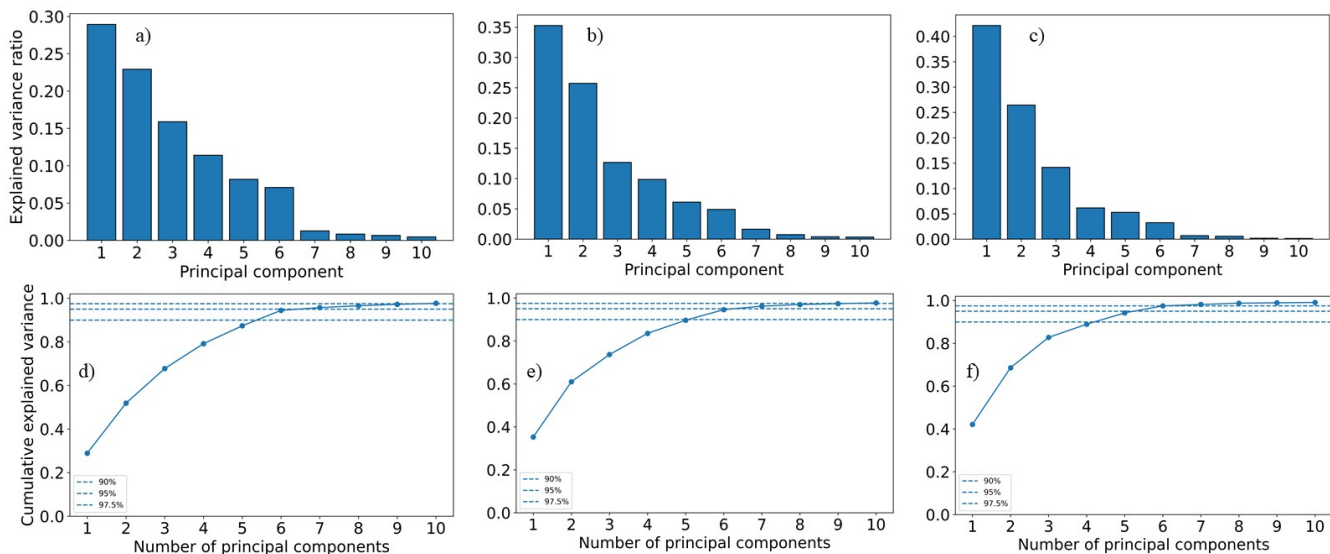 a)
Explained variance ratio
0.30
0.25
0.20
0.15
0.10
0.05
0.00
1 2 3 4 5 6 7 8 9 10
Principal component
b)
0.35
0.30
0.25
0.20
0.15
0.10
0.05
0.00
1 2 3 4 5 6 7 8 9 10
Principal component
c)
0.40
0.35
0.30
0.25
0.20
0.15
0.10
0.05
0.00
1 2 3 4 5 6 7 8 9 10
Principal component
d)
Cumulative explained variance
1.0
0.8
0.6
0.4
0.2
0.0
90%
95%
97.5%
1 2 3 4 5 6 7 8 9 10
Number of principal components
e)
1.0
0.8
0.6
0.4
0.2
0.0
90%
95%
97.5%
1 2 3 4 5 6 7 8 9 10
Number of principal components
f)
1.0
0.8
0.6
0.4
0.2
0.0
90%
95%
97.5%
1 2 3 4 5 6 7 8 9 10
Number of principal components